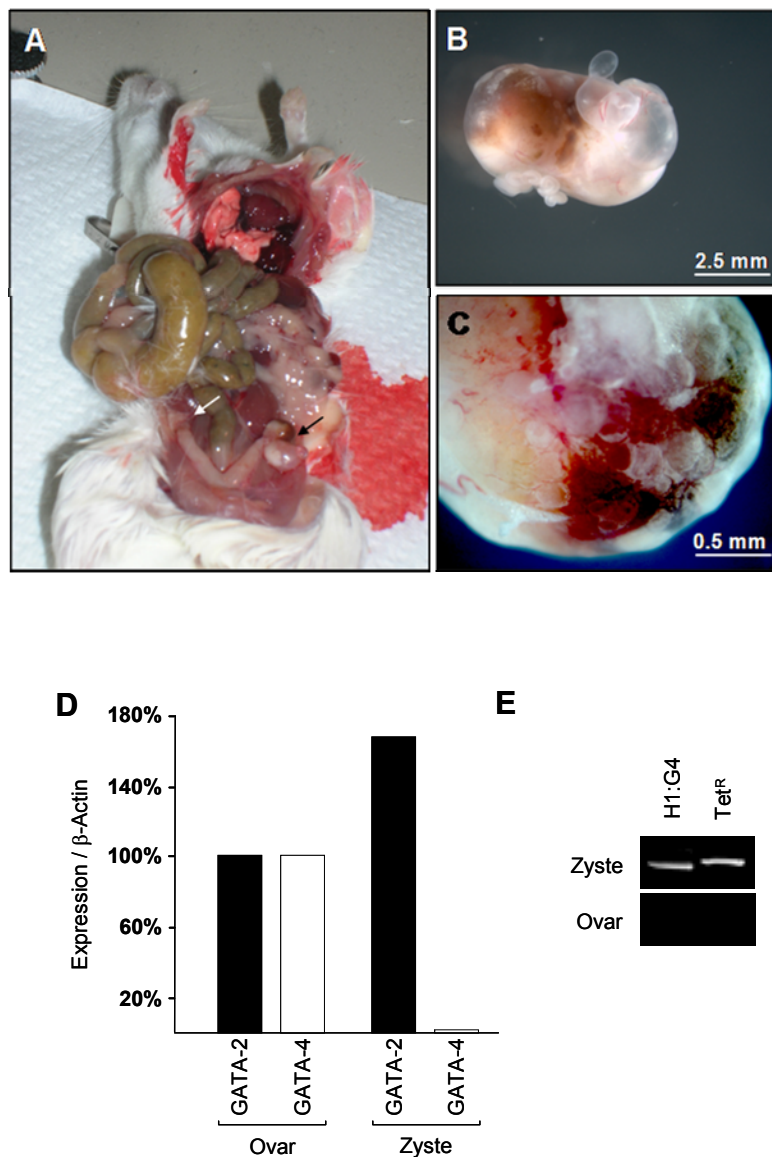 A
B
2.5 mm
C
0.5 mm
D
E
180%
140%
100%
60%
20%
Expression / β-Actin
GATA-2
GATA-4
GATA-2
GATA-4
Ovar
Zyste
H1:G4
Tetᴿ
Zyste
Ovar